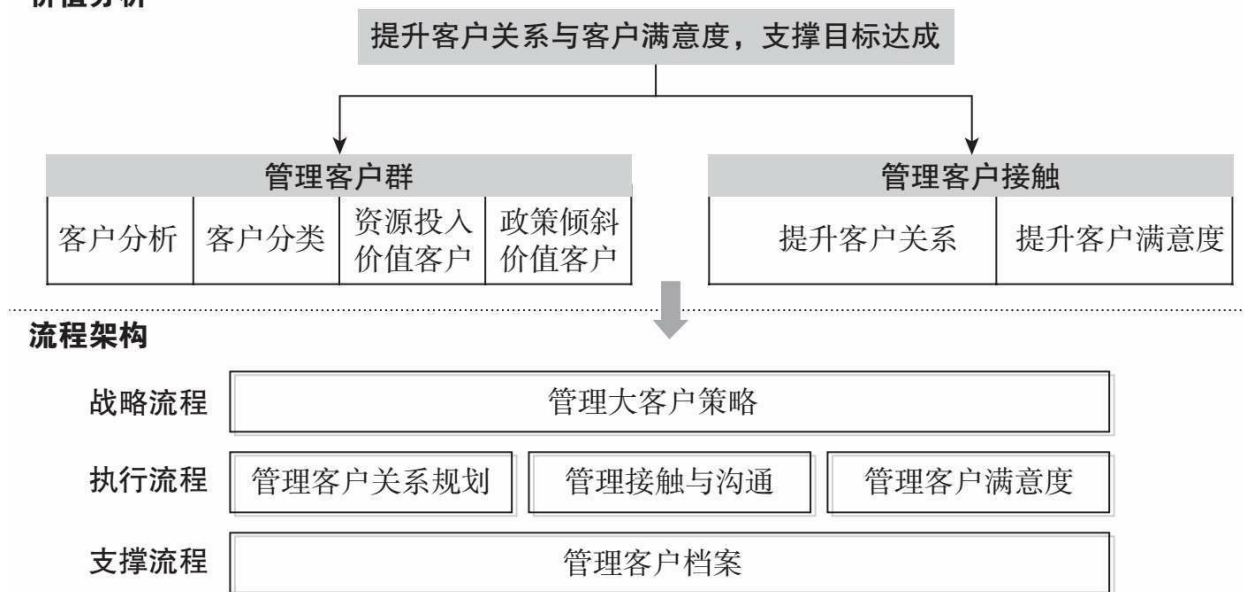 价值分析
提升客户关系与客户满意度，支撑目标达成
管理客户群
管理客户接触
客户分析
客户分类
资源投入
价值客户
政策倾斜
价值客户
提升客户关系
提升客户满意度
流程架构
战略流程
管理大客户策略
执行流程
管理客户关系规划
管理接触与沟通
管理客户满意度
支撑流程
管理客户档案